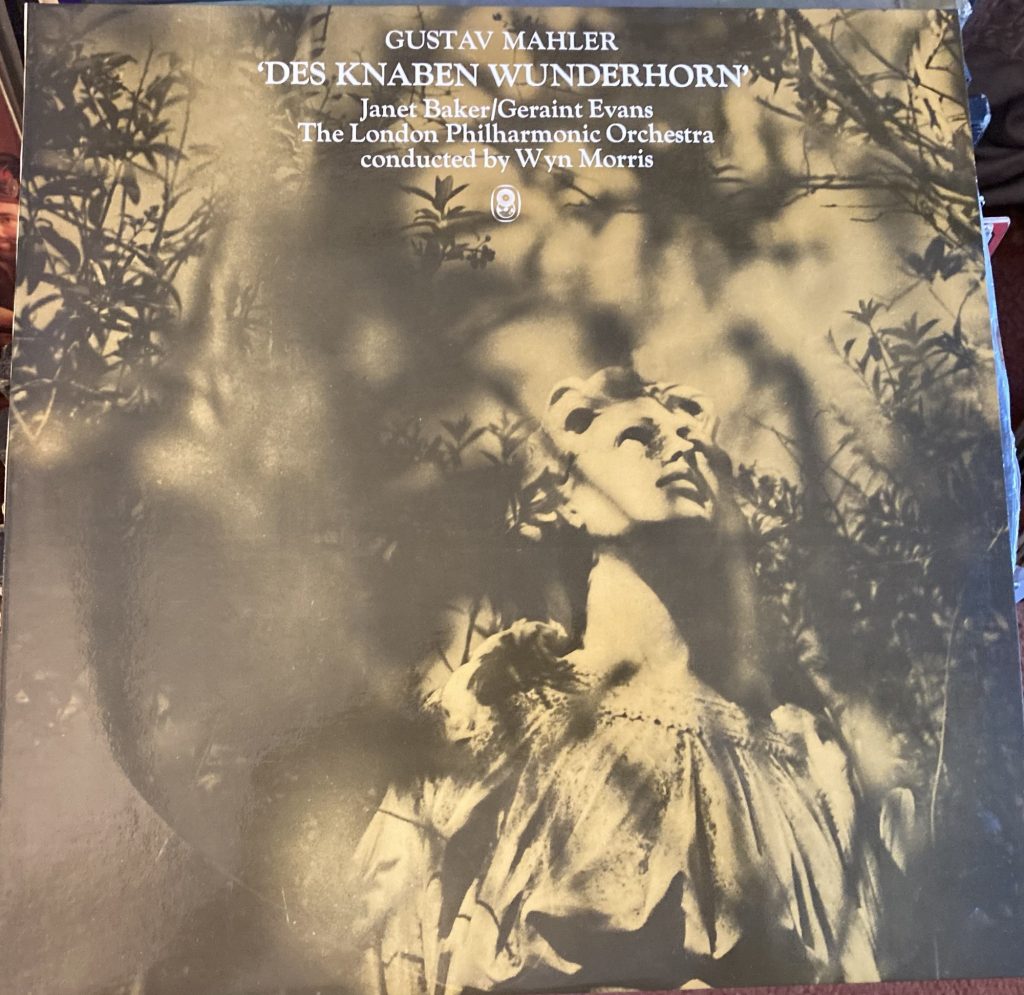 GUSTAV MAHLER
‘DES KNABEN WUNDERHORN’
Janet Baker/Geraint Evans
The London Philharmonic Orchestra
conducted by Wyn Morris